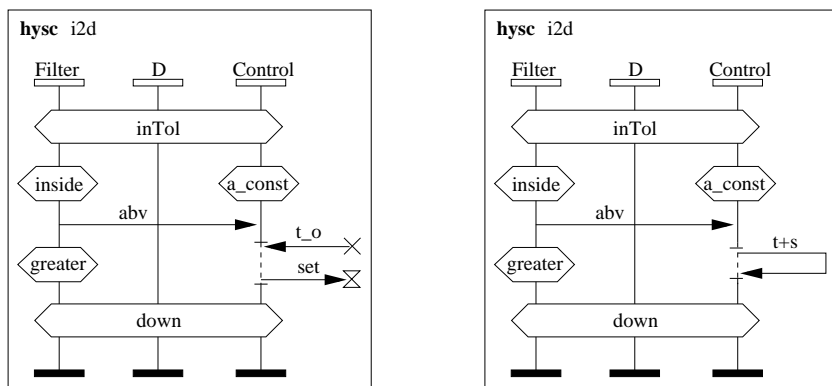 hysc i2d
Filter D Control
inTol
inside a_const
abv
t_o
greater
set
down
hysc i2d
Filter D Control
inTol
inside a_const
abv
t+s
greater
down